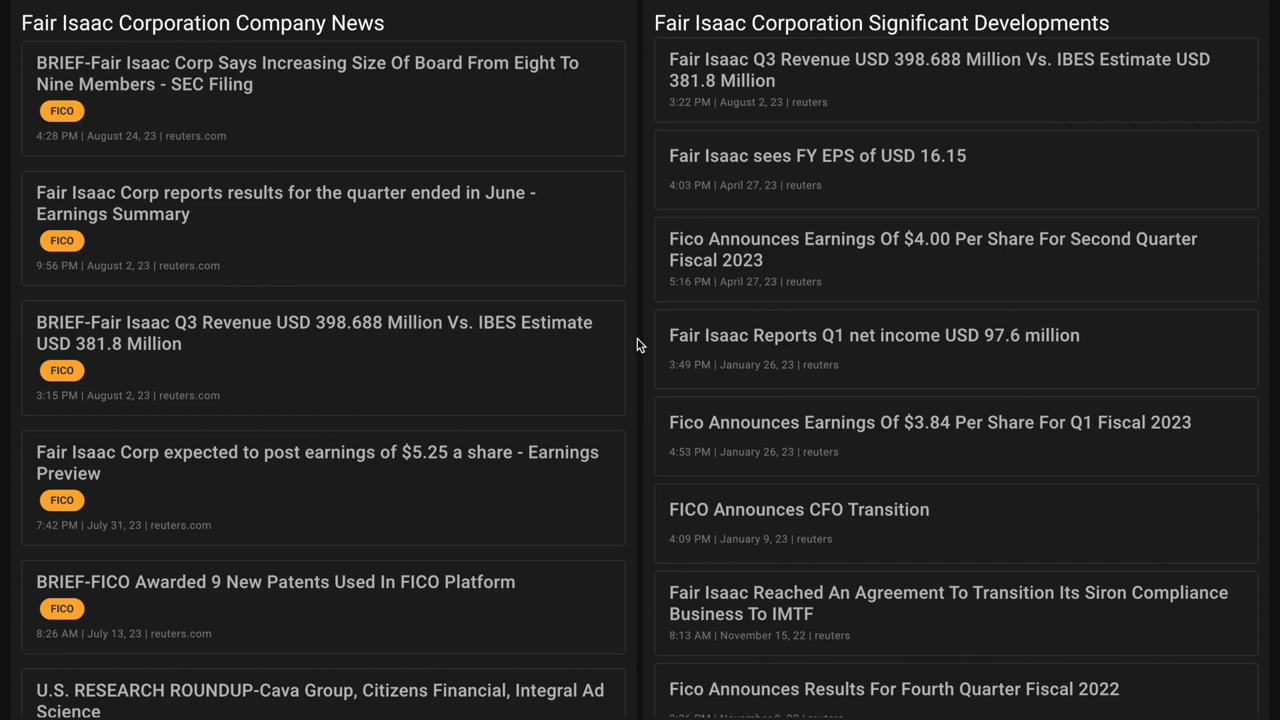 Fair Isaac Corporation Company News
BRIEF-Fair Isaac Corp Says Increasing Size Of Board From Eight To
Nine Members - SEC Filing
FICO
4:28 PM | August 24, 23 | reuters.com
Fair Isaac Corp reports results for the quarter ended in June -
Earnings Summary
FICO
9:56 PM | August 2, 23 | reuters.com
BRIEF-Fair Isaac Q3 Revenue USD 398.688 Million Vs. IBES Estimate
USD 381.8 Million
FICO
3:15 PM | August 2, 23 | reuters.com
Fair Isaac Corp expected to post earnings of $5.25 a share - Earnings
Preview
FICO
7:42 PM | July 31, 23 | reuters.com
BRIEF-FICO Awarded 9 New Patents Used In FICO Platform
FICO
8:26 AM | July 13, 23 | reuters.com
U.S. RESEARCH ROUNDUP-Cava Group, Citizens Financial, Integral Ad
Science
Fair Isaac Corporation Significant Developments
Fair Isaac Q3 Revenue USD 398.688 Million Vs. IBES Estimate USD
381.8 Million
3:22 PM | August 2, 23 | reuters
Fair Isaac sees FY EPS of USD 16.15
4:03 PM | April 27, 23 | reuters
Fico Announces Earnings Of $4.00 Per Share For Second Quarter
Fiscal 2023
5:16 PM | April 27, 23 | reuters
Fair Isaac Reports Q1 net income USD 97.6 million
3:49 PM | January 26, 23 | reuters
Fico Announces Earnings Of $3.84 Per Share For Q1 Fiscal 2023
4:53 PM | January 26, 23 | reuters
FICO Announces CFO Transition
4:09 PM | January 9, 23 | reuters
Fair Isaac Reached An Agreement To Transition Its Siron Compliance
Business To IMTF
8:13 AM | November 15, 22 | reuters
Fico Announces Results For Fourth Quarter Fiscal 2022